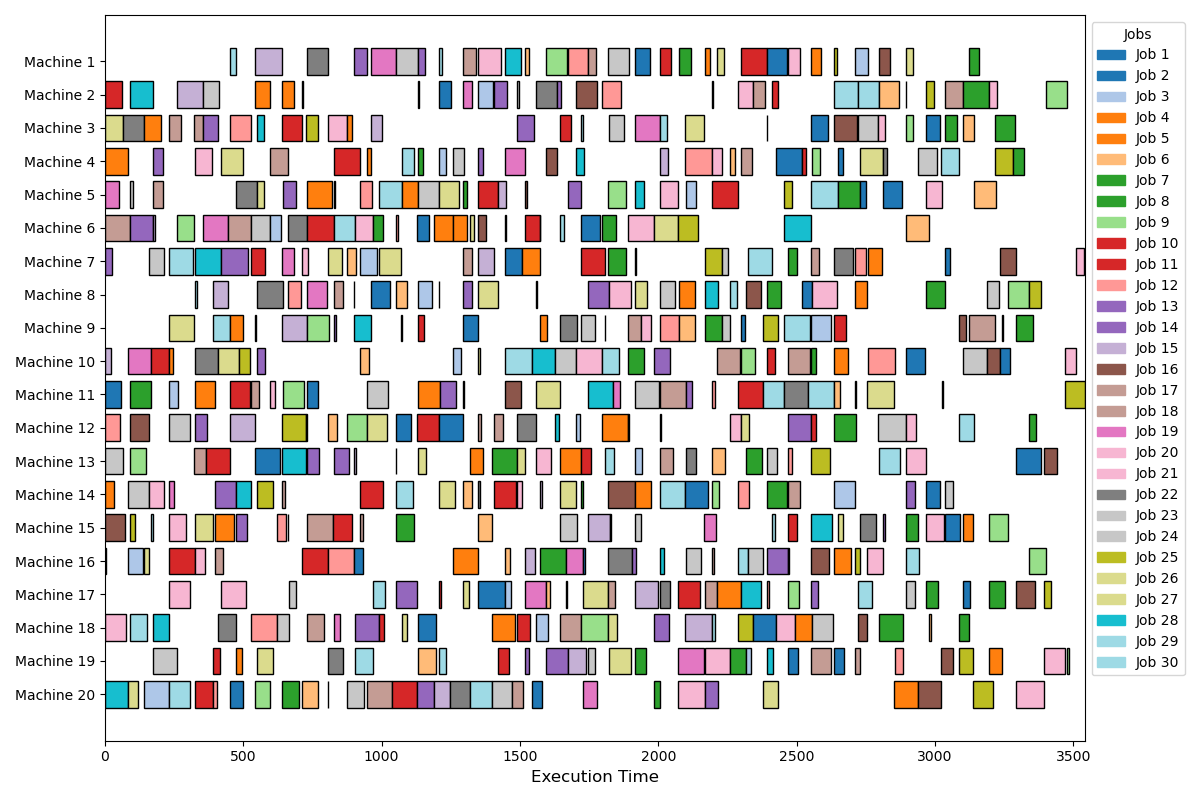 Machine 1
Machine 2
Machine 3
Machine 4
Machine 5
Machine 6
Machine 7
Machine 8
Machine 9
Machine 10
Machine 11
Machine 12
Machine 13
Machine 14
Machine 15
Machine 16
Machine 17
Machine 18
Machine 19
Machine 20
0 500 1000 1500 2000 2500 3000 3500
Execution Time
Jobs
Job 1
Job 2
Job 3
Job 4
Job 5
Job 6
Job 7
Job 8
Job 9
Job 10
Job 11
Job 12
Job 13
Job 14
Job 15
Job 16
Job 17
Job 18
Job 19
Job 20
Job 21
Job 22
Job 23
Job 24
Job 25
Job 26
Job 27
Job 28
Job 29
Job 30